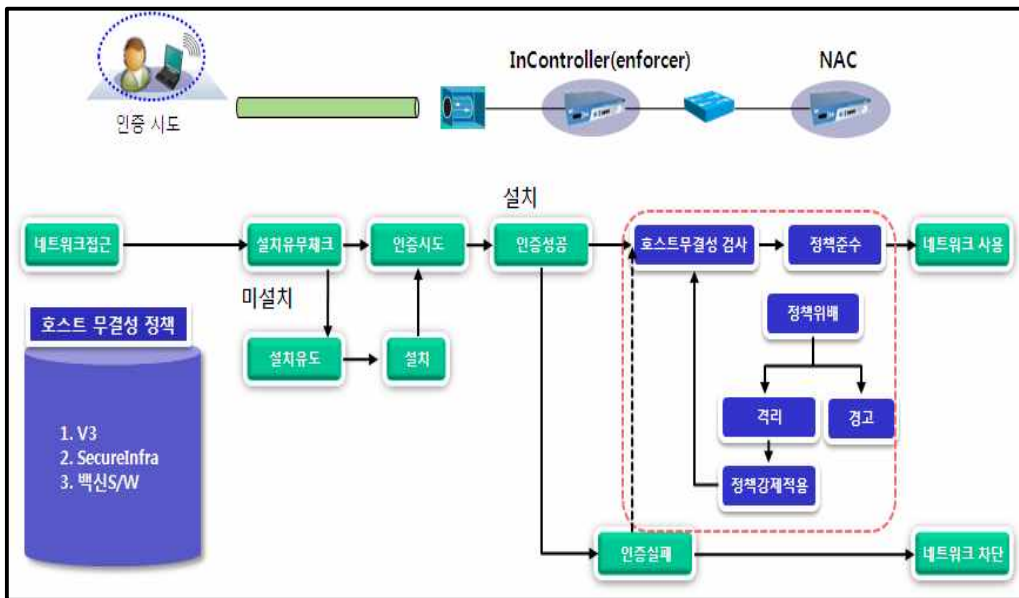 InController(enforcer)
NAC
인증 시도
설치
네트워크접근
설치유무체크
인증시도
인증성공
호스트무결성 검사
정책준수
네트워크 사용
미설치
정책위배
호스트 무결성 정책
설치유도
설치
격리
경고
1. V3
2. SecureInfra
3. 백신S/W
정책강제적용
인증실패
네트워크 차단